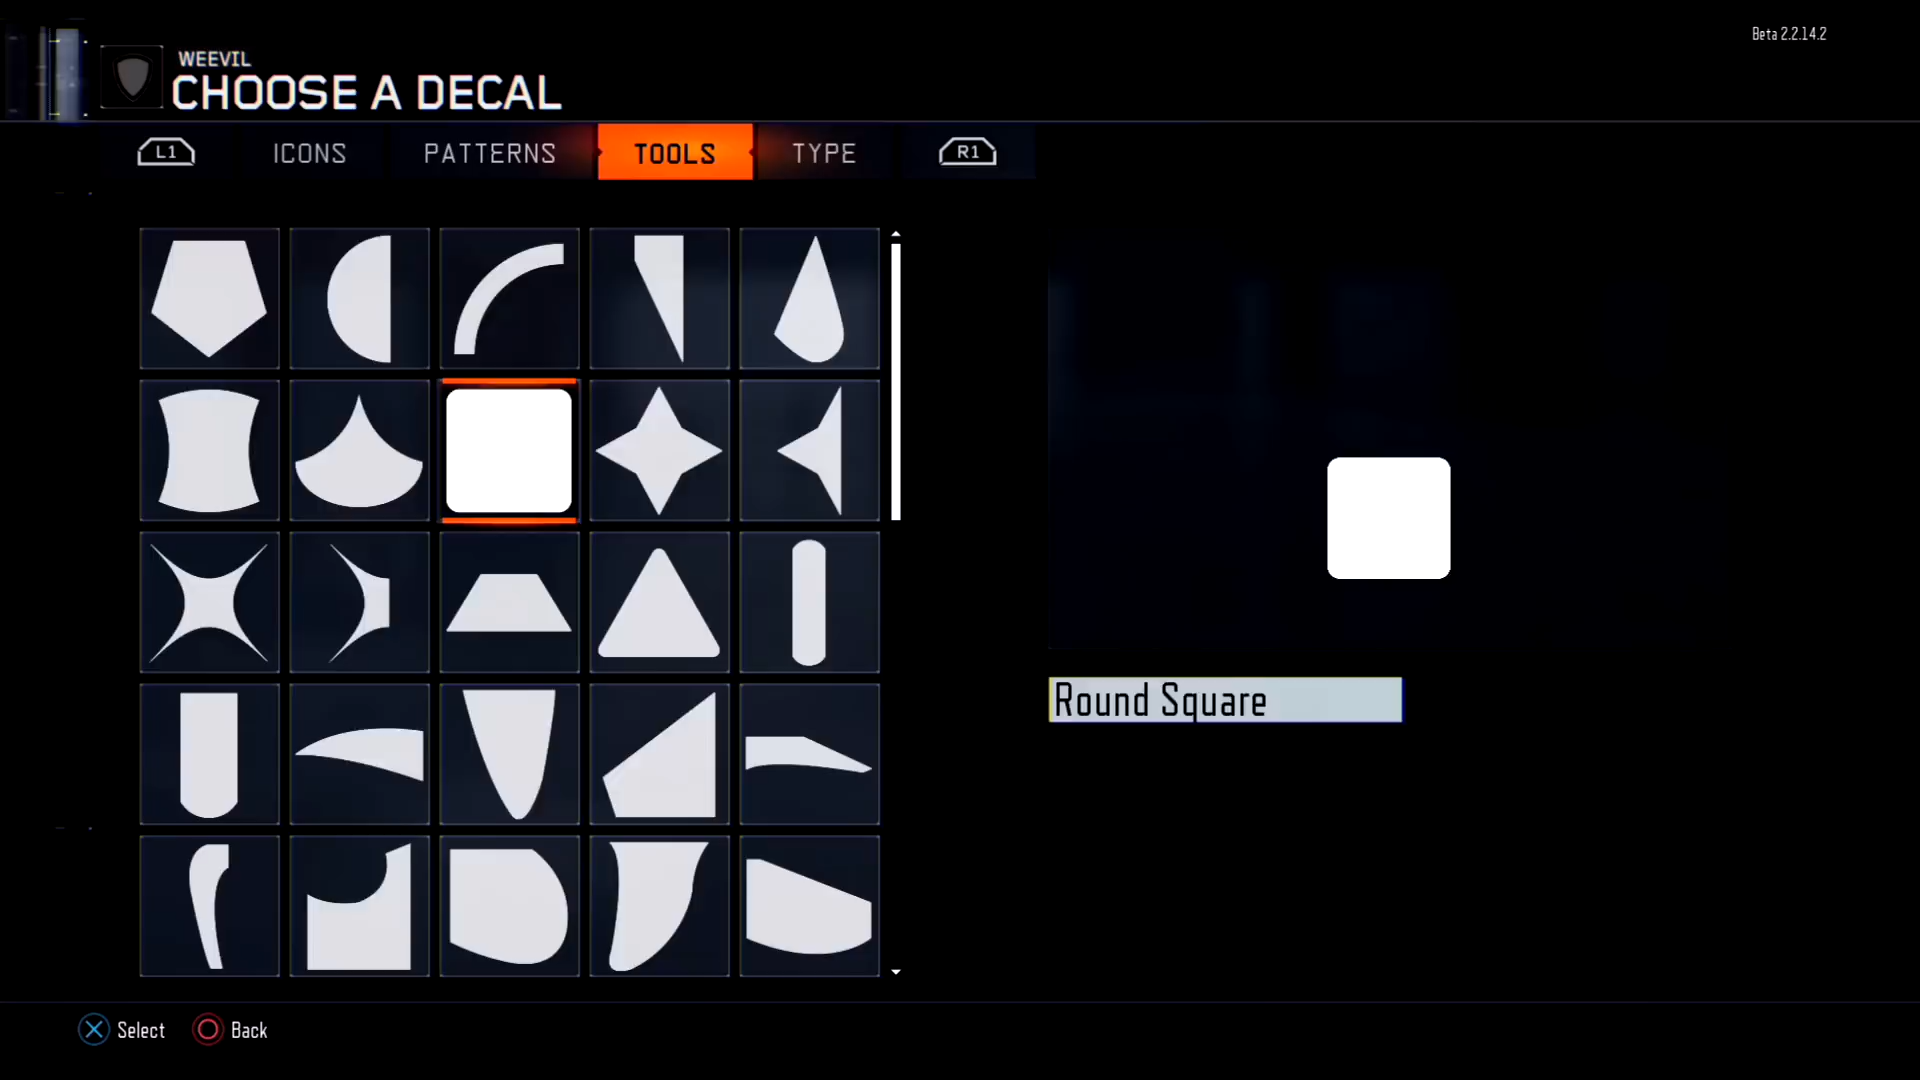 Beta 2.2.14.2
WEEVIL
CHOOSE A DECAL
L1 ICONS PATTERNS TOOLS TYPE R1
Round Square
Select Back